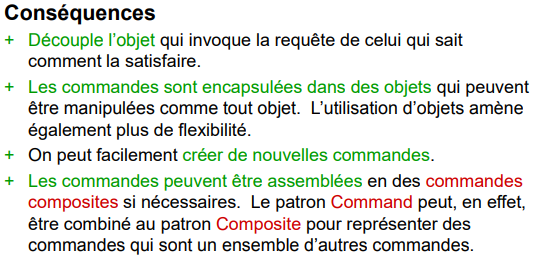 Conséquences
+ Découple l'objet qui invoque la requête de celui qui sait
comment la satisfaire.
+ Les commandes sont encapsulées dans des objets qui peuvent
être manipulées comme tout objet. L'utilisation d'objets amène
également plus de flexibilité.
+ On peut facilement créer de nouvelles commandes.
+ Les commandes peuvent être assemblées en des commandes
composites si nécessaires. Le patron Command peut, en effet,
être combiné au patron Composite pour représenter des
commandes qui sont un ensemble d'autres commandes.